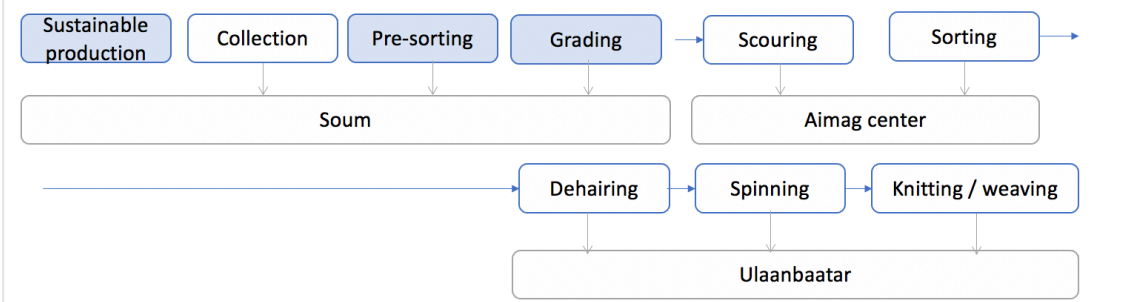 Sustainable
production
Collection
Pre-sorting
Grading
Scouring
Sorting
Soum
Aimag center
Dehairing
Spinning
Knitting / weaving
Ulaanbaatar